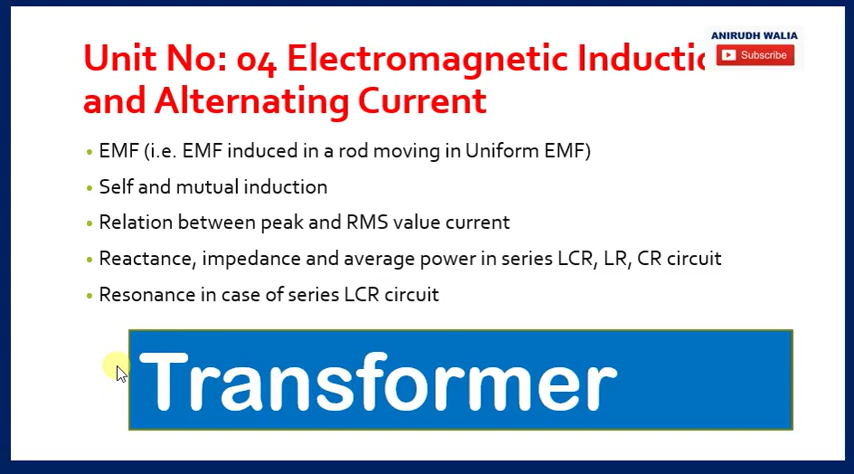 ANIRUDH WALIA
Subscribe
Unit No: 04 Electromagnetic Inductio
and Alternating Current
• EMF (i.e. EMF induced in a rod moving in Uniform EMF)
• Self and mutual induction
• Relation between peak and RMS value current
• Reactance, impedance and average power in series LCR, LR, CR circuit
• Resonance in case of series LCR circuit
Transformer